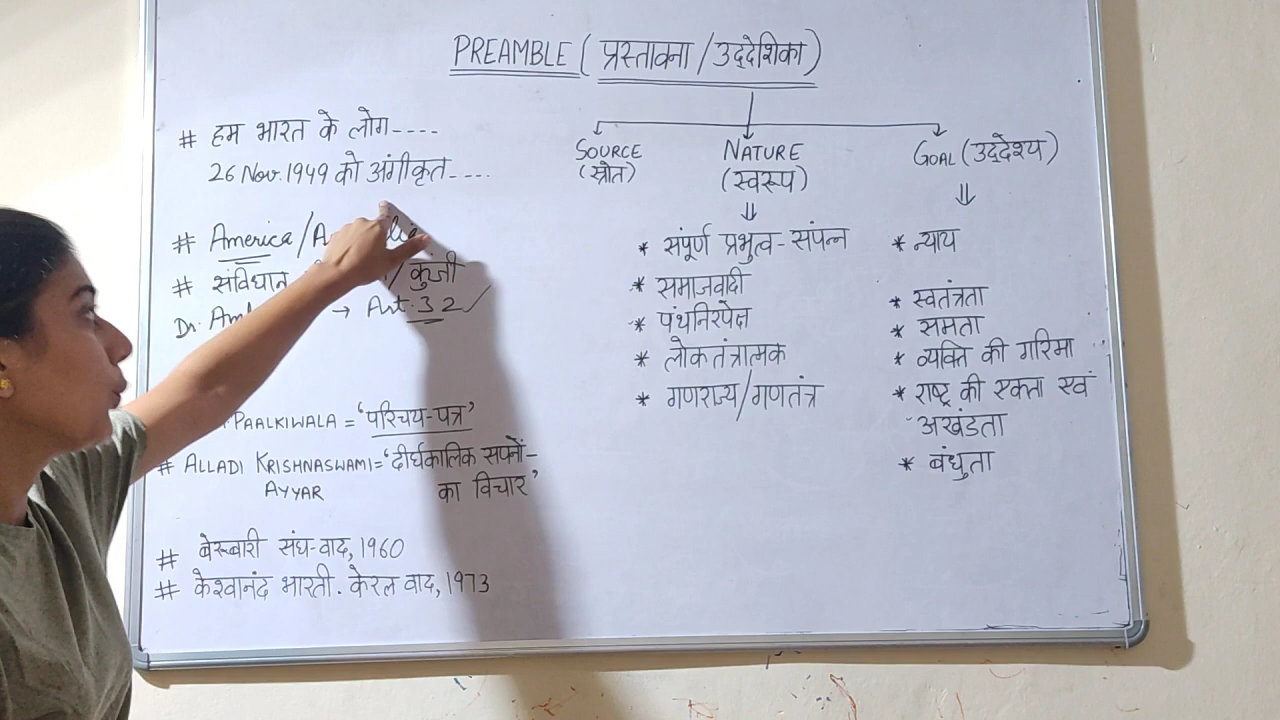 PREAMBLE (प्रस्तावना/उद्देशिका)
# हम भारत के लोग----
26 Nov. 1949 को अंगीकृत----
# America/
# संविधान / कुंजी
Dr. → Art. 32
PAALKIWALA = 'परिचय-पत्र'
# ALLADI KRISHNASWAMI = 'दीर्घकालिक सपनों-
AYYAR का विचार'
# बेरूबारी संघ-वाद, 1960
# केशवानंद भारती. केरल वाद, 1973
SOURCE
(स्रोत)
NATURE
(स्वरूप)
* संपूर्ण प्रभुत्व-संपन्न
* समाजवादी
* पंथनिरपेक्ष
* लोकतंत्रात्मक
* गणराज्य/गणतंत्र
GOAL (उद्देश्य)
* न्याय
* स्वतंत्रता
* समता
* व्यक्ति की गरिमा
* राष्ट्र की एकता एवं
अखंडता
* बंधुता